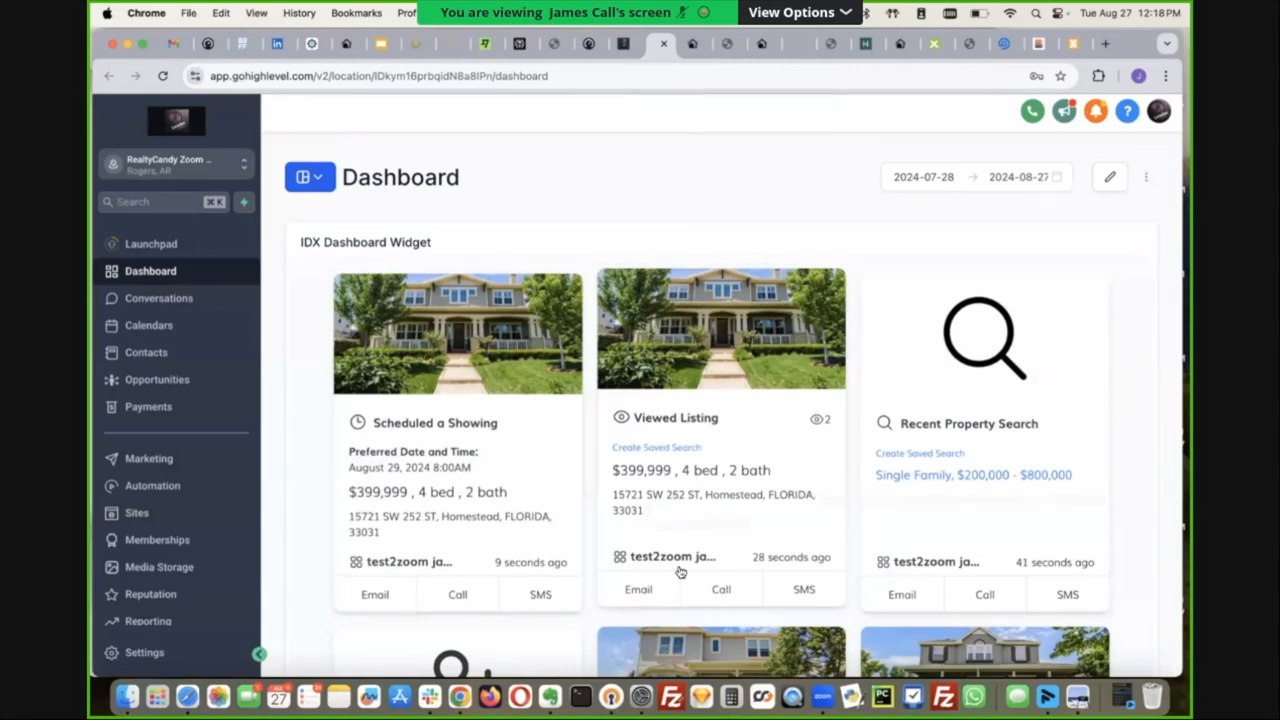 Chrome File Edit View History Bookmarks Prof
You are viewing James Call's screen
View Options
Tue Aug 27 12:18 PM
app.gohighlevel.com/v2/location/IDkym16prbqidN8a8IPn/dashboard
J
RealtyCandy Zoom ...
Rogers, AR
Search ⌘ K
Launchpad
Dashboard
Conversations
Calendars
Contacts
Opportunities
Payments
Marketing
Automation
Sites
Memberships
Media Storage
Reputation
Reporting
Settings
Dashboard
2024-07-28 → 2024-08-27
IDX Dashboard Widget
Scheduled a Showing
Preferred Date and Time:
August 29, 2024 8:00AM
$399,999 , 4 bed , 2 bath
15721 SW 252 ST, Homestead, FLORIDA,
33031
test2zoom ja... 9 seconds ago
Email Call SMS
Viewed Listing 2
Create Saved Search
$399,999 , 4 bed , 2 bath
15721 SW 252 ST, Homestead, FLORIDA,
33031
test2zoom ja... 28 seconds ago
Email Call SMS
Recent Property Search
Create Saved Search
Single Family, $200,000 - $800,000
test2zoom ja... 41 seconds ago
Email Call SMS
zoom
PC